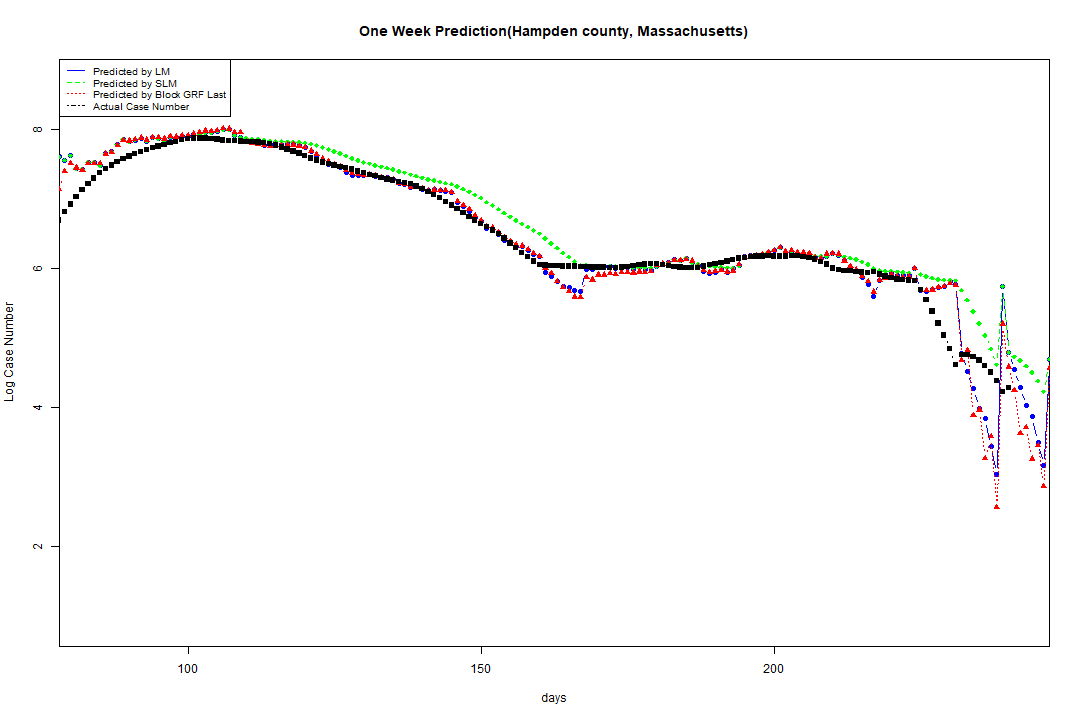 One Week Prediction(Hampden county, Massachusetts)
Predicted by LM
Predicted by SLM
Predicted by Block GRF Last
Actual Case Number
8
6
4
2
Log Case Number
100
150
200
days